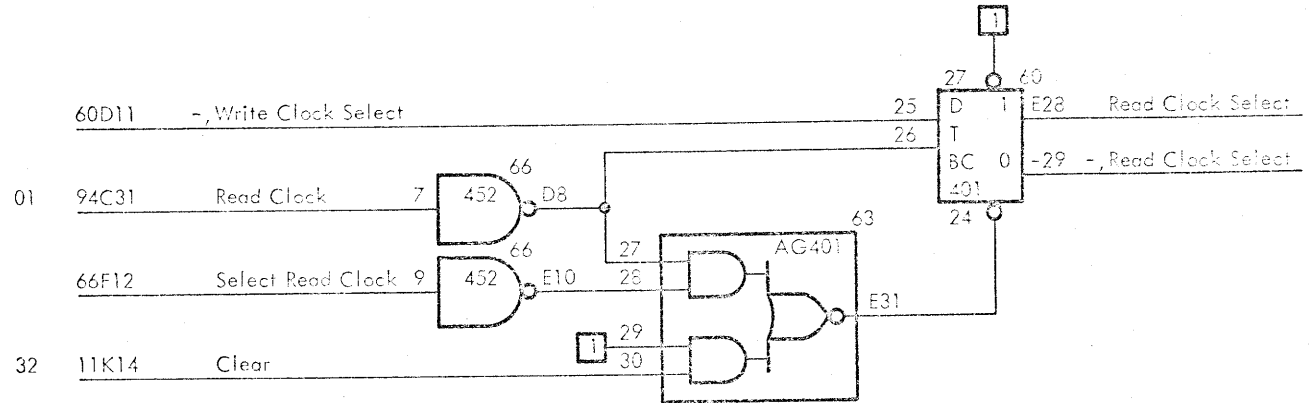 1
27 60
60D11 -,Write Clock Select 25 D 1 E28 Read Clock Select
26 T
BC 0 -29 -,Read Clock Select
401
24
66
01 94C31 Read Clock 7 452 D8
63
AG401
66
27
66F12 Select Read Clock 9 452 E10 28
E31
1 29
32 11K14 Clear 30